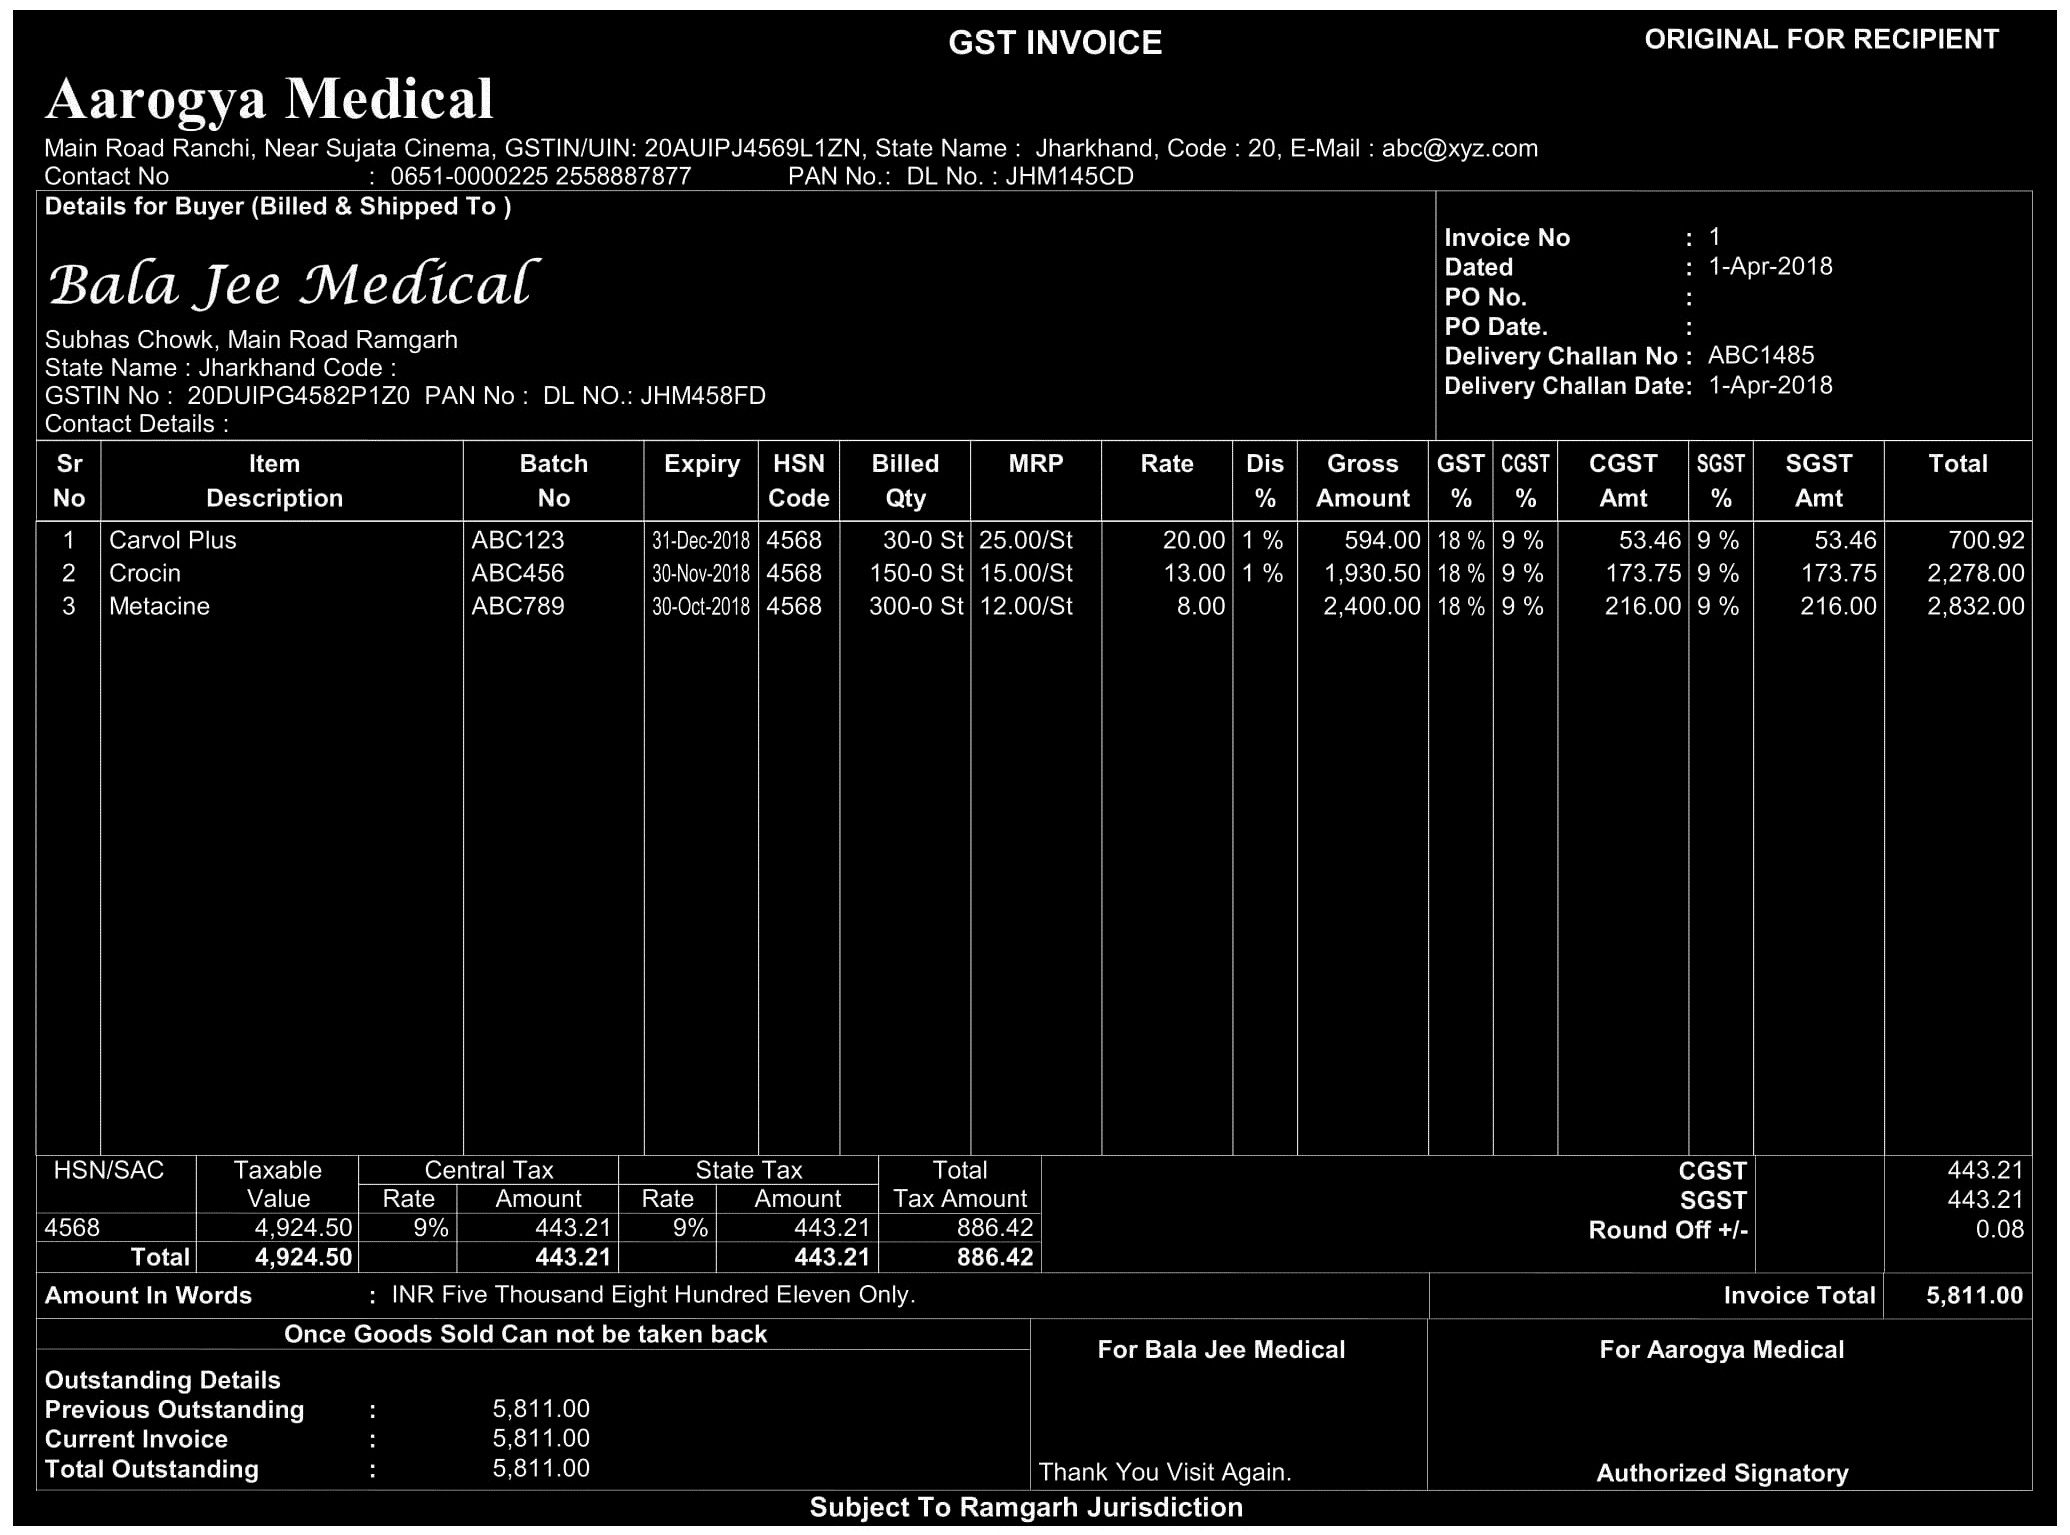 GST INVOICE ORIGINAL FOR RECIPIENT
Aarogya Medical
Main Road Ranchi, Near Sujata Cinema, GSTIN/UIN: 20AUIPJ4569L1ZN, State Name : Jharkhand, Code : 20, E-Mail : abc@xyz.com
Contact No : 0651-0000225 2558887877 PAN No.: DL No. : JHM145CD
Details for Buyer (Billed & Shipped To )
Bala Jee Medical
Subhas Chowk, Main Road Ramgarh
State Name : Jharkhand Code :
GSTIN No : 20DUIPG4582P1Z0 PAN No : DL NO.: JHM458FD
Contact Details :
Invoice No : 1
Dated : 1-Apr-2018
PO No. :
PO Date. :
Delivery Challan No : ABC1485
Delivery Challan Date: 1-Apr-2018
Sr Item Batch Expiry HSN Billed MRP Rate Dis Gross GST CGST CGST SGST SGST Total
No Description No Code Qty % Amount % % Amt % Amt
1 Carvol Plus ABC123 31-Dec-2018 4568 30-0 St 25.00/St 20.00 1 % 594.00 18 % 9 % 53.46 9 % 53.46 700.92
2 Crocin ABC456 30-Nov-2018 4568 150-0 St 15.00/St 13.00 1 % 1,930.50 18 % 9 % 173.75 9 % 173.75 2,278.00
3 Metacine ABC789 30-Oct-2018 4568 300-0 St 12.00/St 8.00 2,400.00 18 % 9 % 216.00 9 % 216.00 2,832.00
HSN/SAC Taxable Central Tax State Tax Total
Value Rate Amount Rate Amount Tax Amount
4568 4,924.50 9% 443.21 9% 443.21 886.42
Total 4,924.50 443.21 443.21 886.42
CGST 443.21
SGST 443.21
Round Off +/- 0.08
Amount In Words : INR Five Thousand Eight Hundred Eleven Only.
Invoice Total 5,811.00
Once Goods Sold Can not be taken back
Outstanding Details
Previous Outstanding : 5,811.00
Current Invoice : 5,811.00
Total Outstanding : 5,811.00
For Bala Jee Medical
Thank You Visit Again.
For Aarogya Medical
Authorized Signatory
Subject To Ramgarh Jurisdiction